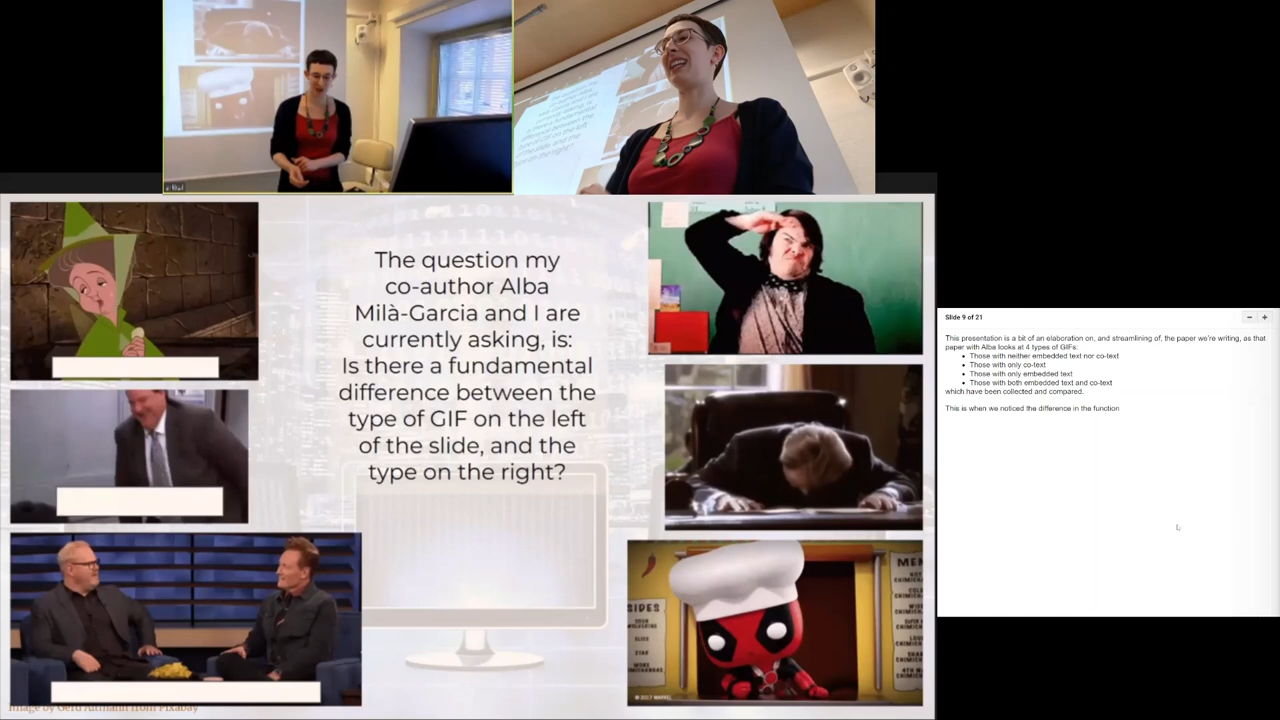 The question my
co-author Alba
Milà-Garcia and I are
currently asking, is:
Is there a fundamental
difference between the
type of GIF on the left
of the slide, and the
type on the right?
SIDES
MEN
© 2017 MARVEL
Image by Gerd Altmann from Pixabay
Slide 9 of 21
This presentation is a bit of an elaboration on, and streamlining of, the paper we're writing, as that
paper with Alba looks at 4 types of GIFs:
• Those with neither embedded text nor co-text
• Those with only co-text
• Those with only embedded text
• Those with both embedded text and co-text
which have been collected and compared.
This is when we noticed the difference in the function